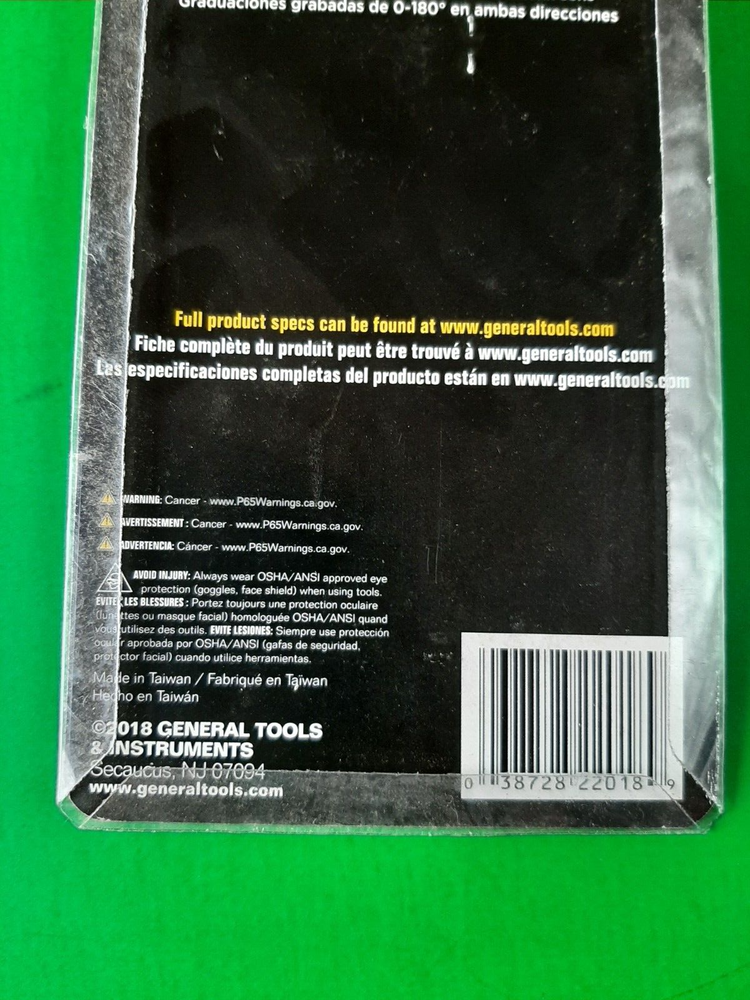 Graduaciones grabadas de 0-180° en ambas direcciones
Full product specs can be found at www.generaltools.com
Fiche complète du produit peut être trouvé à www.generaltools.com
Las especificaciones completas del producto están en www.generaltools.com
WARNING: Cancer - www.P65Warnings.ca.gov.
AVERTISSEMENT : Cancer - www.P65Warnings.ca.gov.
ADVERTENCIA: Cáncer - www.P65Warnings.ca.gov.
AVOID INJURY: Always wear OSHA/ANSI approved eye
protection (goggles, face shield) when using tools.
EVITEZ LES BLESSURES : Portez toujours une protection oculaire
(lunettes ou masque facial) homologuée OSHA/ANSI quand
vous utilisez des outils. EVITE LESIONES: Siempre use protección
ocular aprobada por OSHA/ANSI (gafas de seguridad,
protector facial) cuando utilice herramientas.
Made in Taiwan / Fabriqué en Taïwan
Hecho en Taiwán
©2018 GENERAL TOOLS
& INSTRUMENTS
Secaucus, NJ 07094
www.generaltools.com
0 38728 22018 9